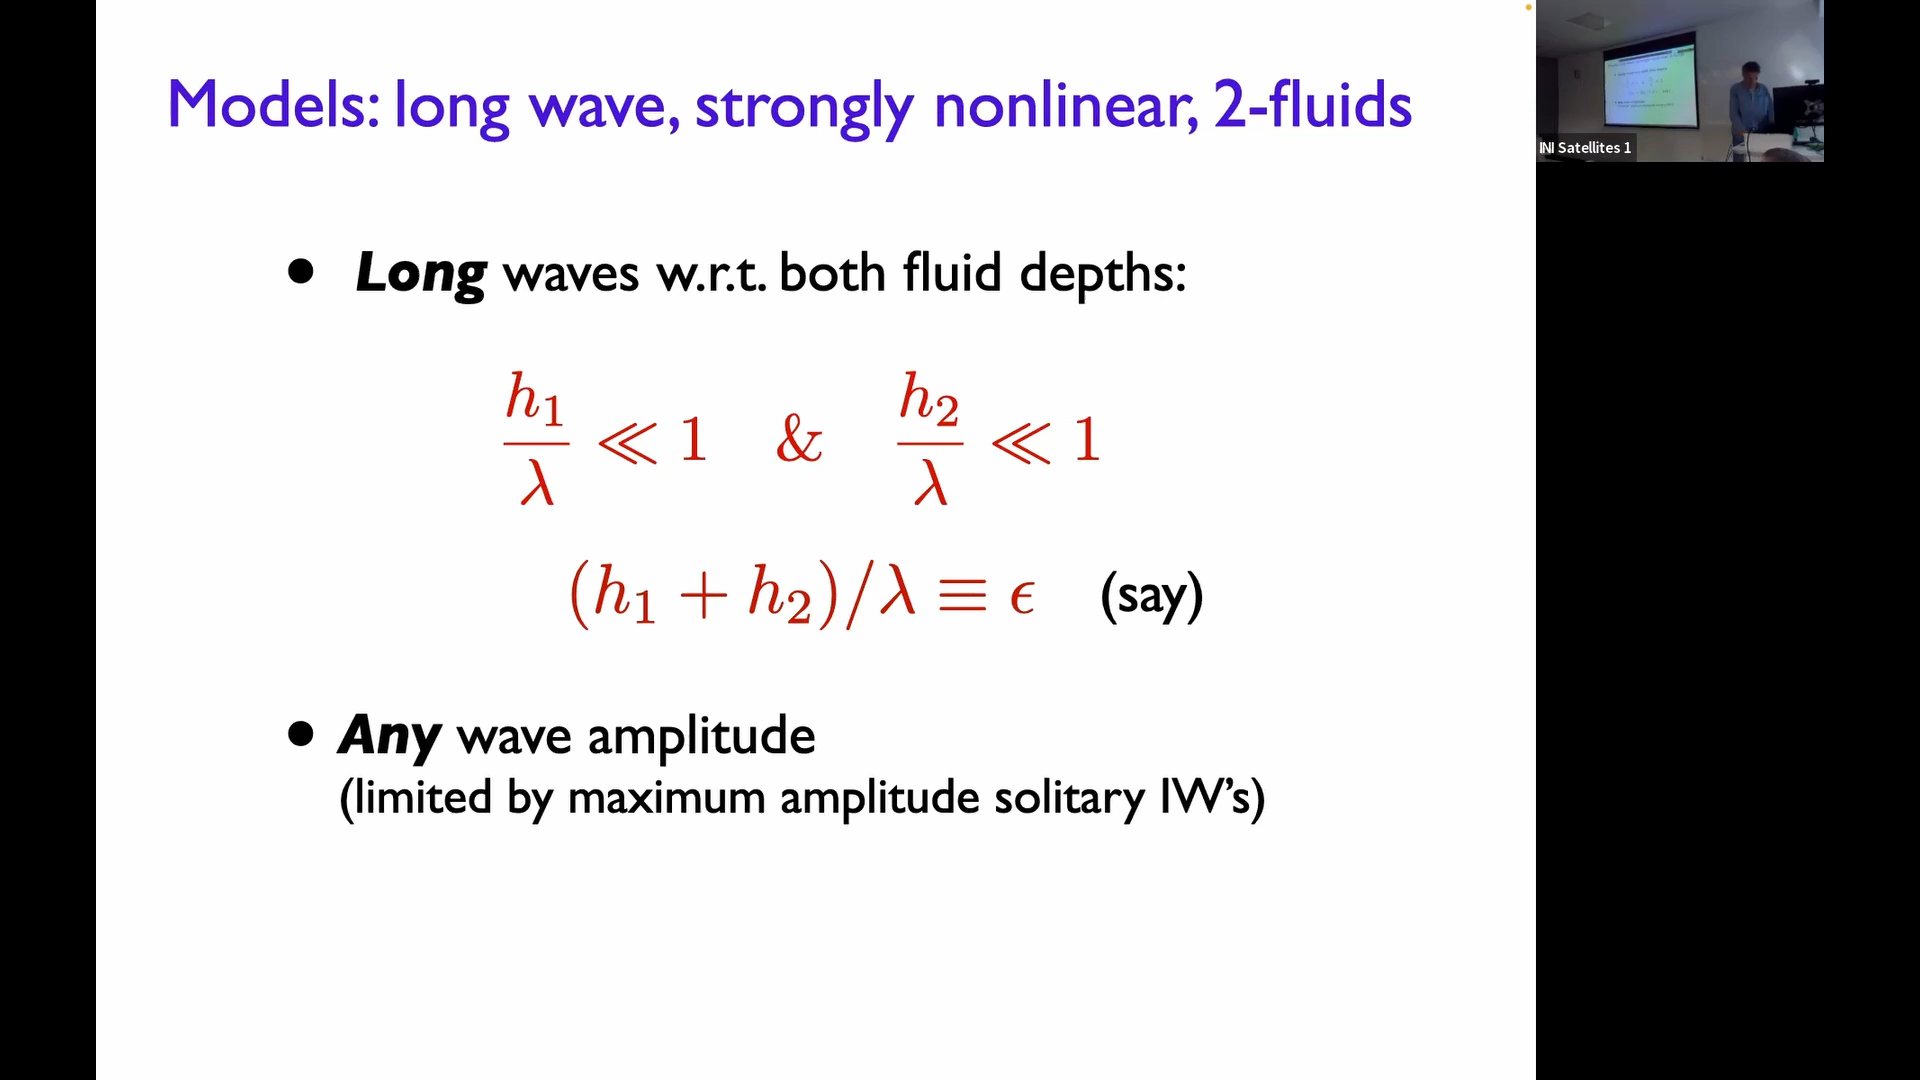 Models: long wave, strongly nonlinear, 2-fluids
INI Satellites 1
• Long waves w.r.t. both fluid depths:
h₁/λ ≪ 1 & h₂/λ ≪ 1
(h₁ + h₂)/λ ≡ ϵ (say)
• Any wave amplitude
(limited by maximum amplitude solitary IW's)